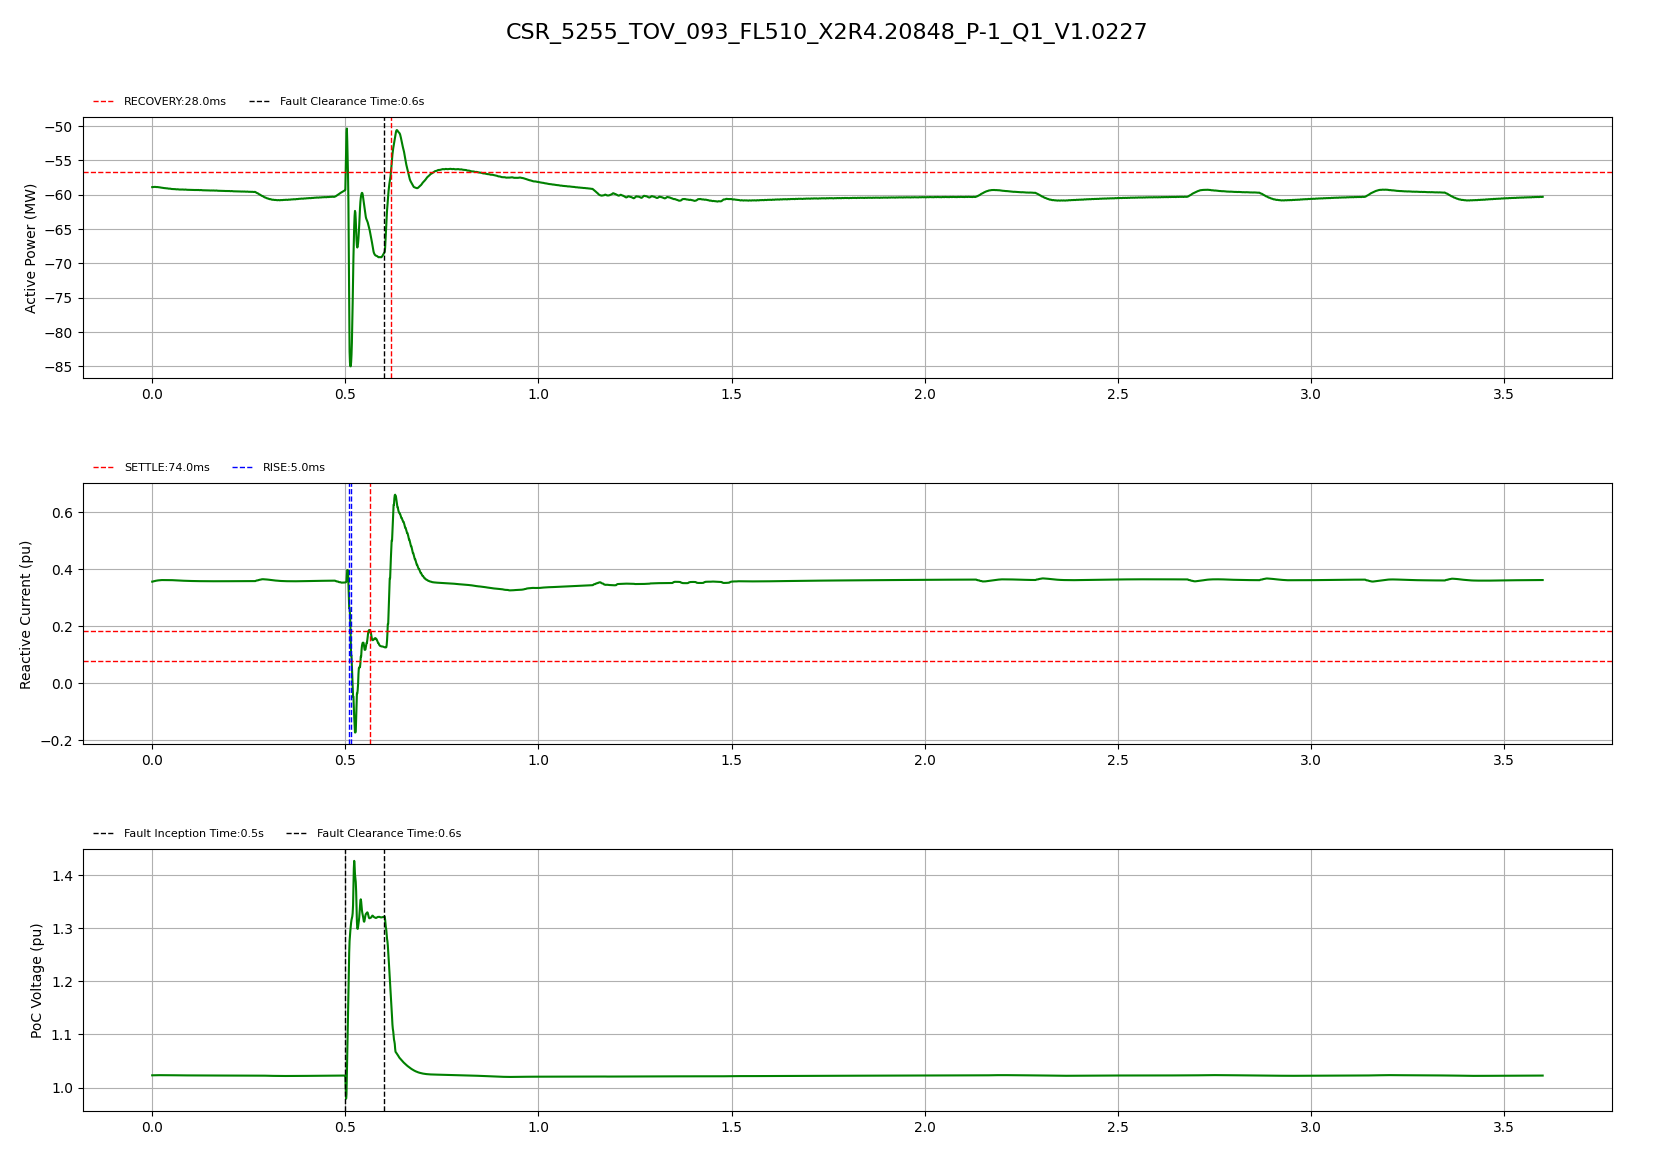 CSR_5255_TOV_093_FL510_X2R4.20848_P-1_Q1_V1.0227
RECOVERY:28.0ms Fault Clearance Time:0.6s
Active Power (MW)
−50
−55
−60
−65
−70
−75
−80
−85
0.0 0.5 1.0 1.5 2.0 2.5 3.0 3.5
SETTLE:74.0ms RISE:5.0ms
Reactive Current (pu)
0.6
0.4
0.2
0.0
−0.2
0.0 0.5 1.0 1.5 2.0 2.5 3.0 3.5
Fault Inception Time:0.5s Fault Clearance Time:0.6s
PoC Voltage (pu)
1.4
1.3
1.2
1.1
1.0
0.0 0.5 1.0 1.5 2.0 2.5 3.0 3.5